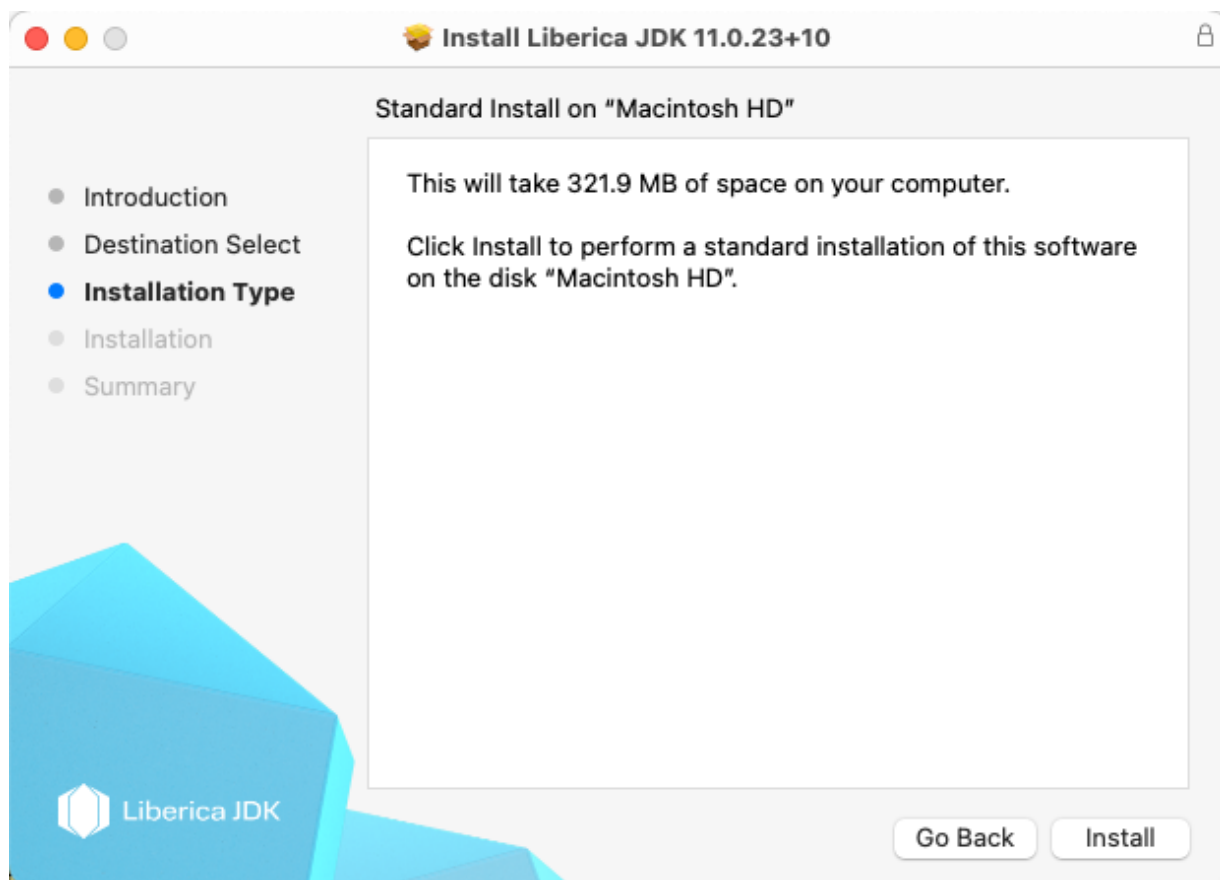 Install Liberica JDK 11.0.23+10
Standard Install on “Macintosh HD”
Introduction
Destination Select
Installation Type
Installation
Summary
This will take 321.9 MB of space on your computer.
Click Install to perform a standard installation of this software
on the disk “Macintosh HD”.
Liberica JDK
Go Back
Install